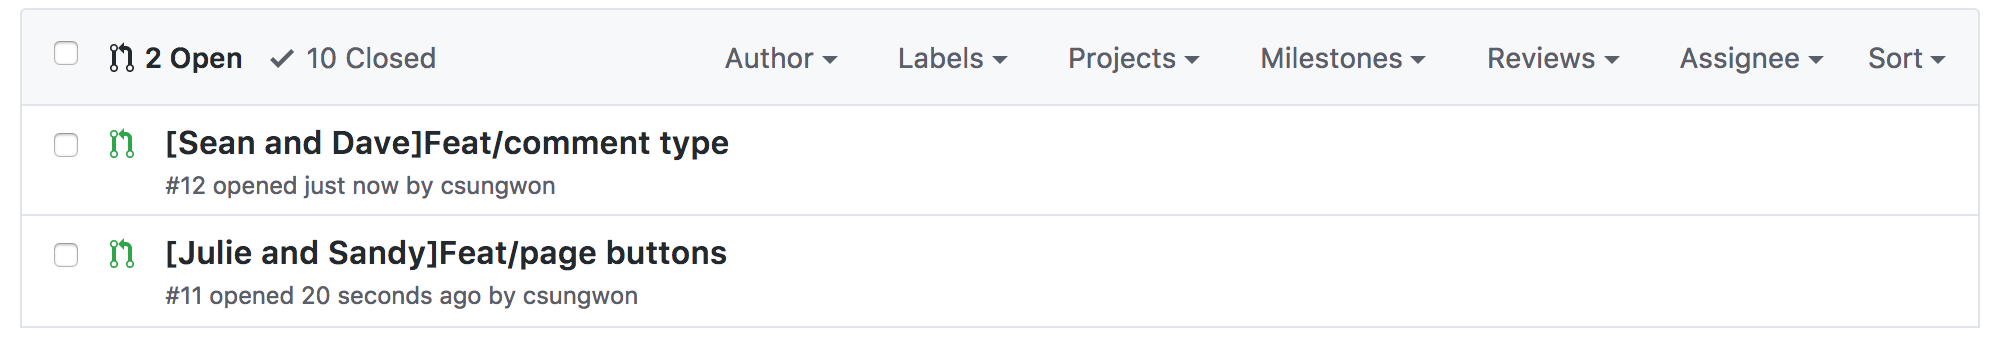 2 Open 10 Closed Author Labels Projects Milestones Reviews Assignee Sort
[Sean and Dave]Feat/comment type
#12 opened just now by csungwon
[Julie and Sandy]Feat/page buttons
#11 opened 20 seconds ago by csungwon